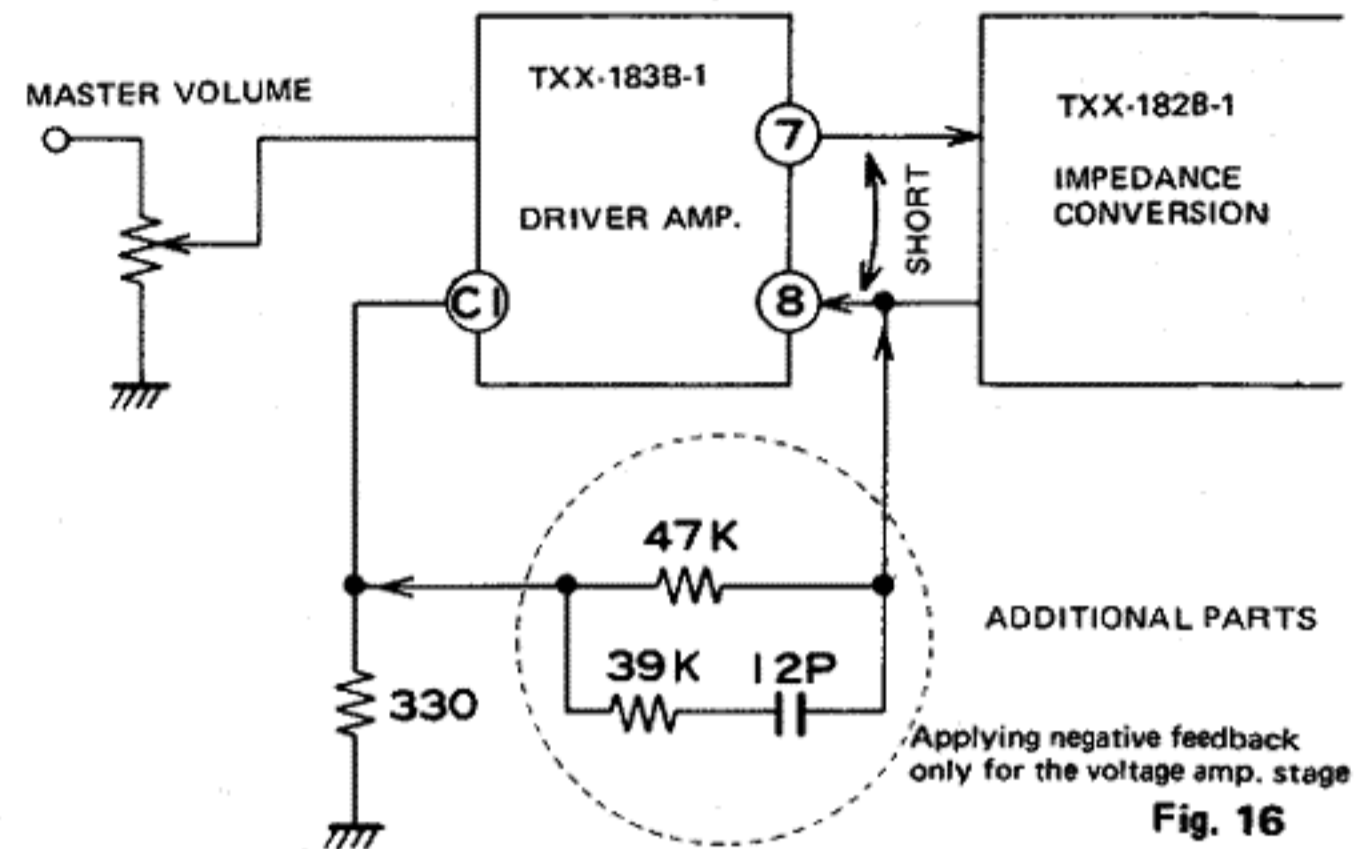 MASTER VOLUME
TXX-183B-1
DRIVER AMP.
C1
7
8
SHORT
TXX-182B-1
IMPEDANCE
CONVERSION
47K
39K
12P
330
ADDITIONAL PARTS
Applying negative feedback
only for the voltage amp. stage
Fig. 16